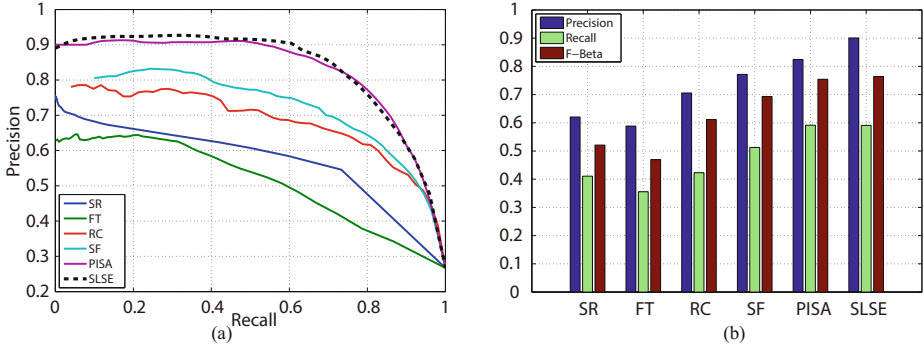 1
0.9
0.8
0.7
0.6
0.5
0.4
0.3
0.2
Precision
SR
FT
RC
SF
PISA
SLSE
0 0.2 0.4 0.6 0.8 1
Recall
(a)
1
0.9
0.8
0.7
0.6
0.5
0.4
0.3
0.2
0.1
0
Precision
Recall
F-Beta
SR FT RC SF PISA SLSE
(b)